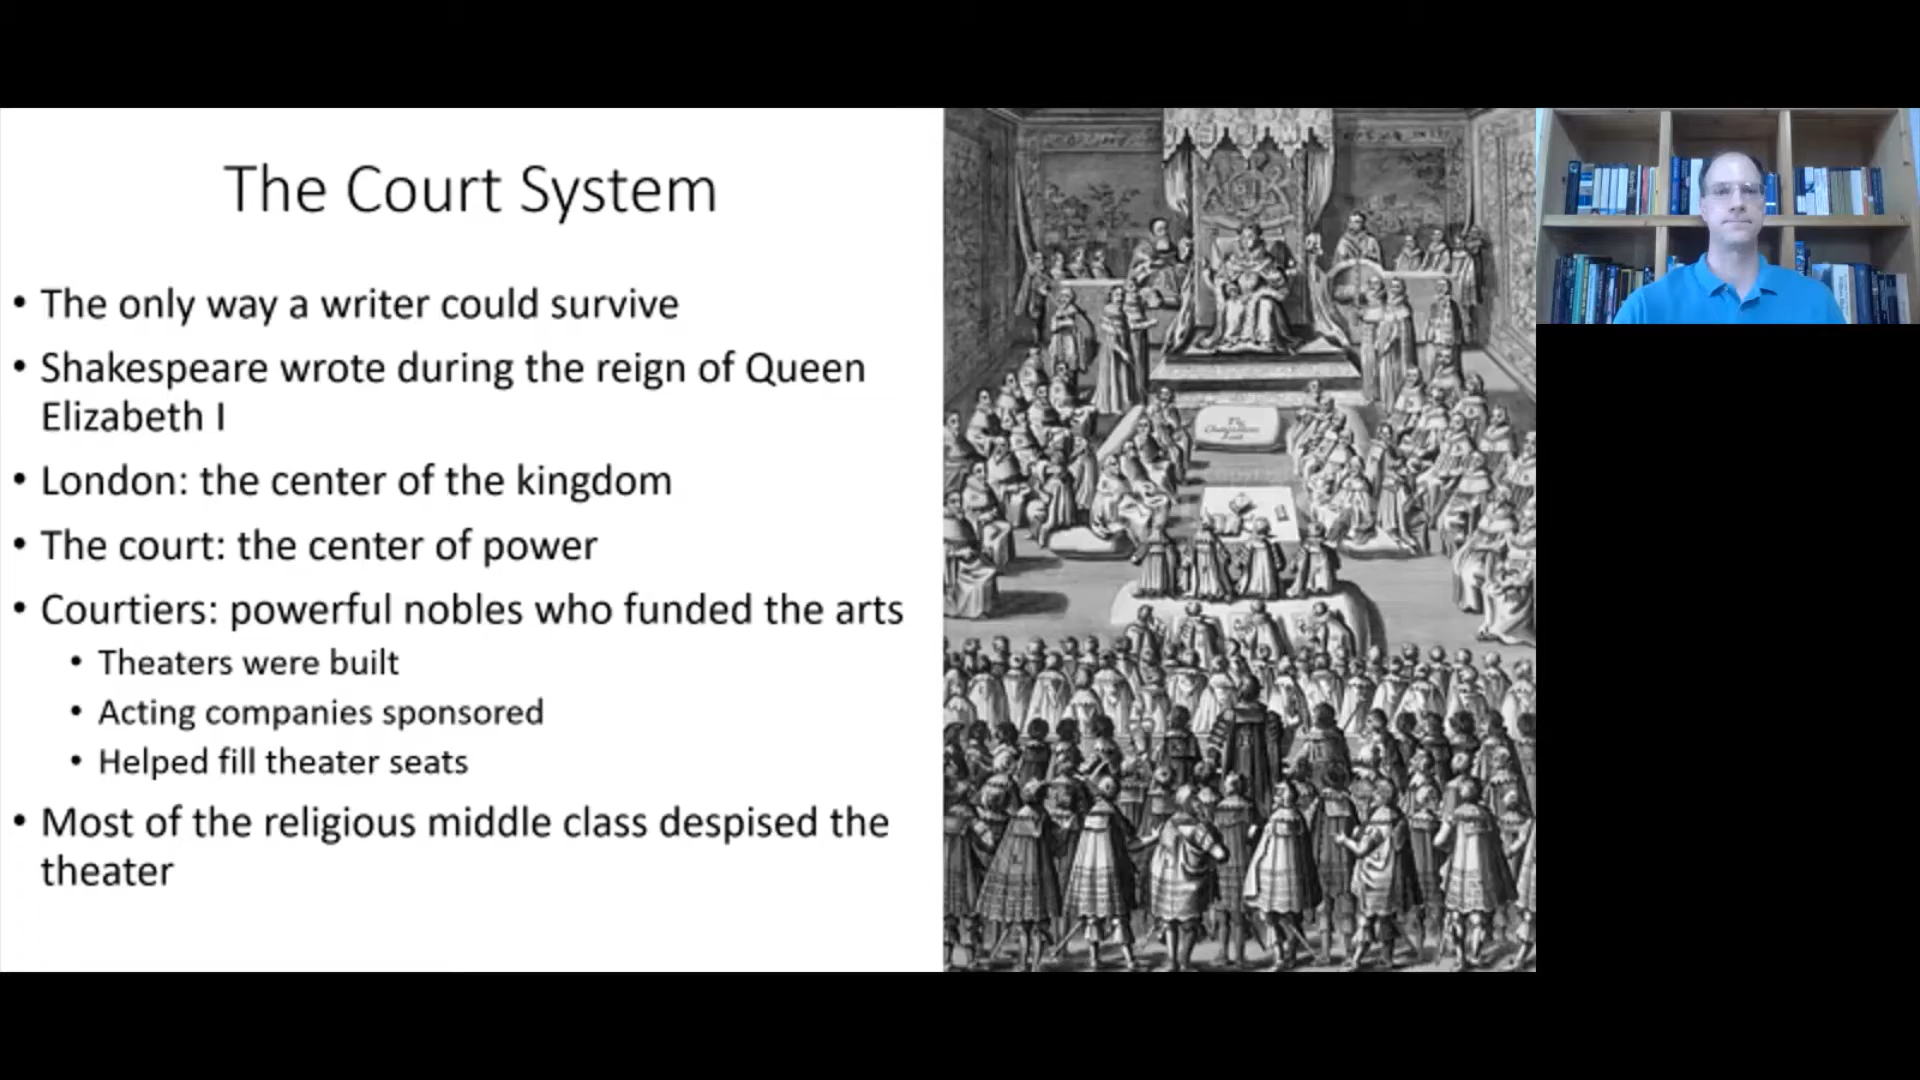 The Court System
• The only way a writer could survive
• Shakespeare wrote during the reign of Queen
Elizabeth I
• London: the center of the kingdom
• The court: the center of power
• Courtiers: powerful nobles who funded the arts
• Theaters were built
• Acting companies sponsored
• Helped fill theater seats
• Most of the religious middle class despised the
theater